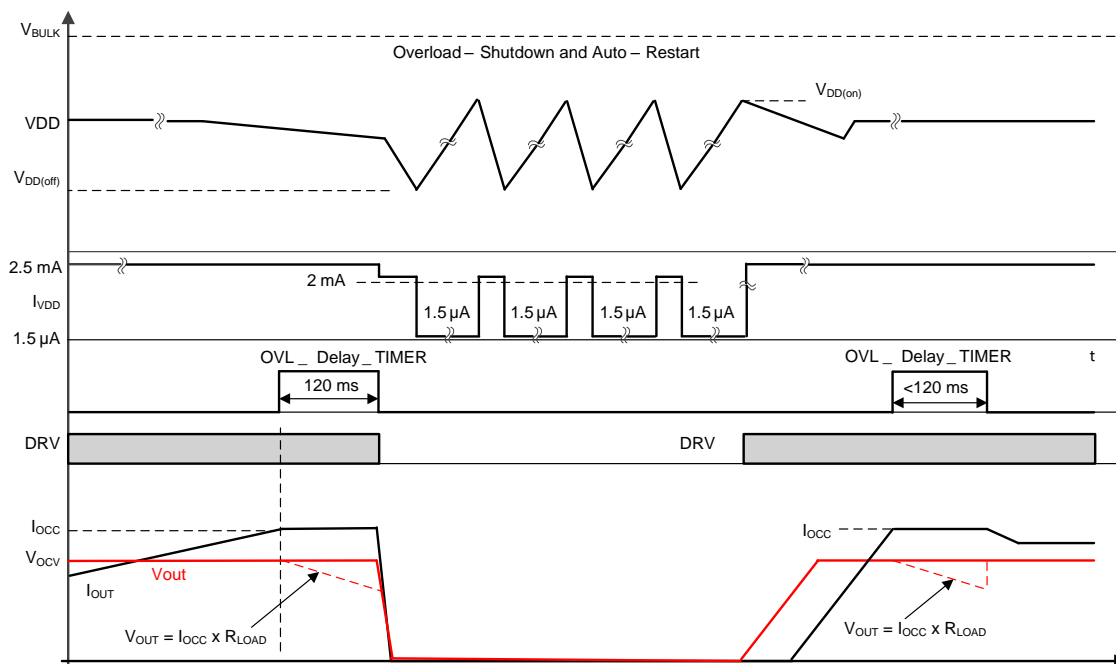 VBULK
Overload – Shutdown and Auto – Restart
VDD(on)
VDD
VDD(off)
2.5 mA
2 mA
IVDD
1.5 µA 1.5 µA 1.5 µA 1.5 µA
1.5 µA
OVL _ Delay _ TIMER OVL _ Delay _ TIMER t
120 ms <120 ms
DRV DRV
IOCC IOCC
VOCV
Vout
IOUT
VOUT = IOCC x RLOAD VOUT = IOCC x RLOAD